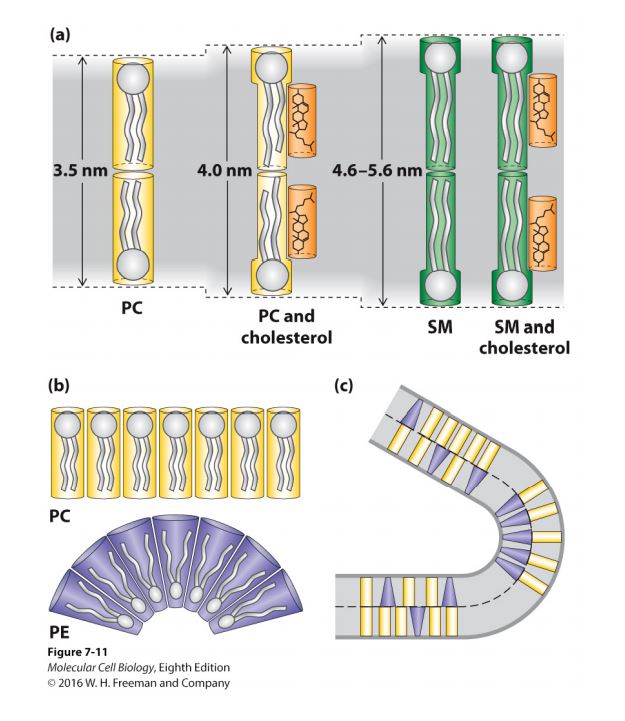 (a)
3.5 nm
4.0 nm
4.6–5.6 nm
PC
PC and
cholesterol
SM
SM and
cholesterol
(b)
(c)
PC
PE
Figure 7-11
Molecular Cell Biology, Eighth Edition
© 2016 W. H. Freeman and Company